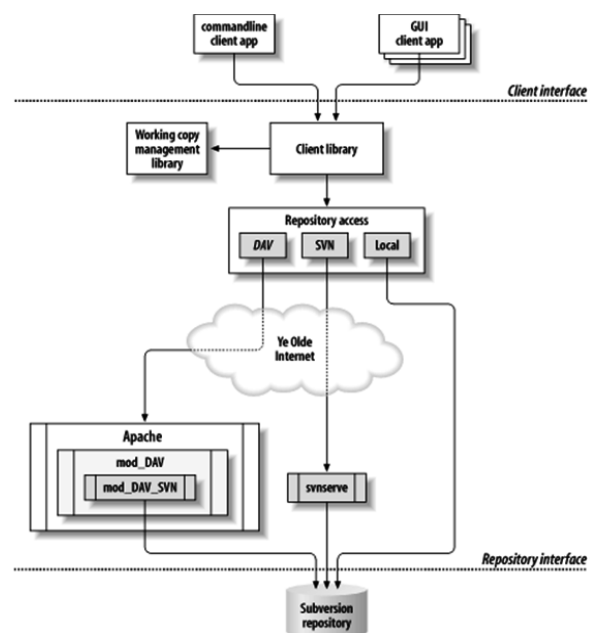 commandline
client app
GUI
client app
Client interface
Working copy
management
library
Client library
Repository access
DAV
SVN
Local
Ye Olde
Internet
Apache
mod_DAV
mod_DAV_SVN
svnserve
Repository interface
Subversion
repository